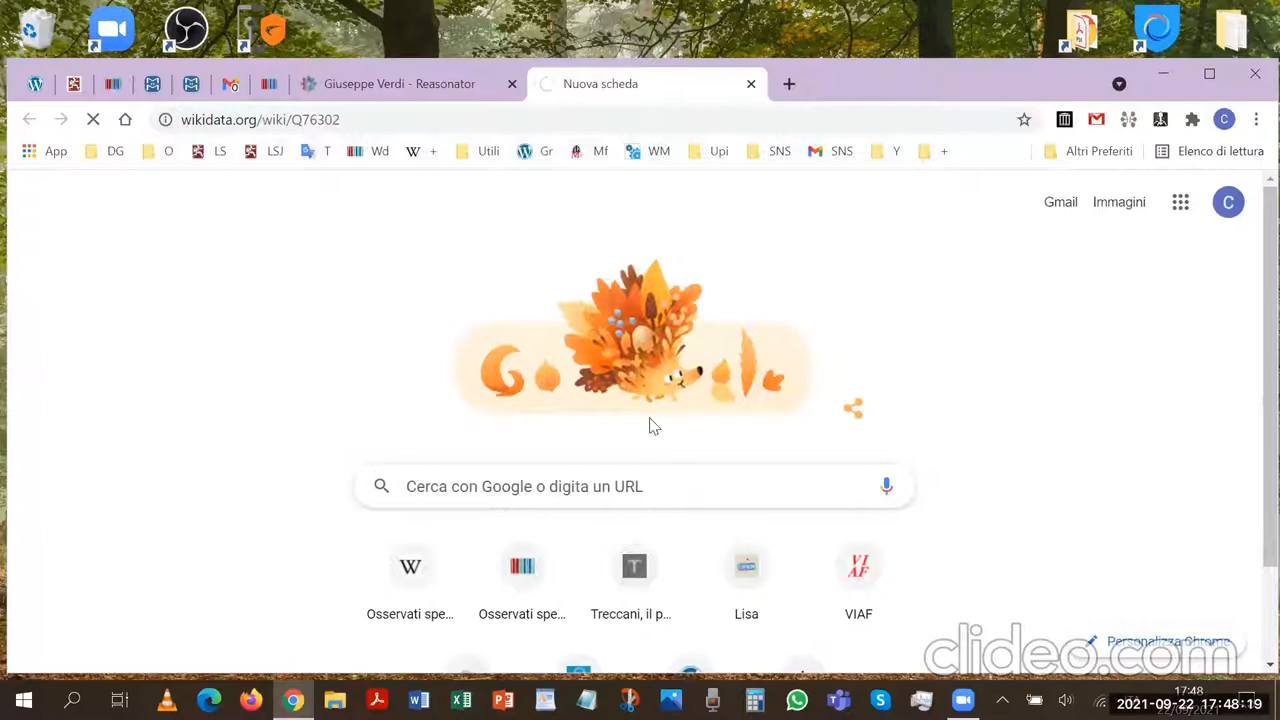 Giuseppe Verdi - Reasonator
Nuova scheda
wikidata.org/wiki/Q76302
C
App DG O LS LSJ T Wd + Utili Gr Mf WM Upi SNS SNS Y + Altri Preferiti Elenco di lettura
Gmail Immagini C
Cerca con Google o digita un URL
Osservati spe... Osservati spe... Treccani, il p... Lisa VIAF
Personalizza Chrome
clideo.com
17:48
2021-09-22 17:48:19